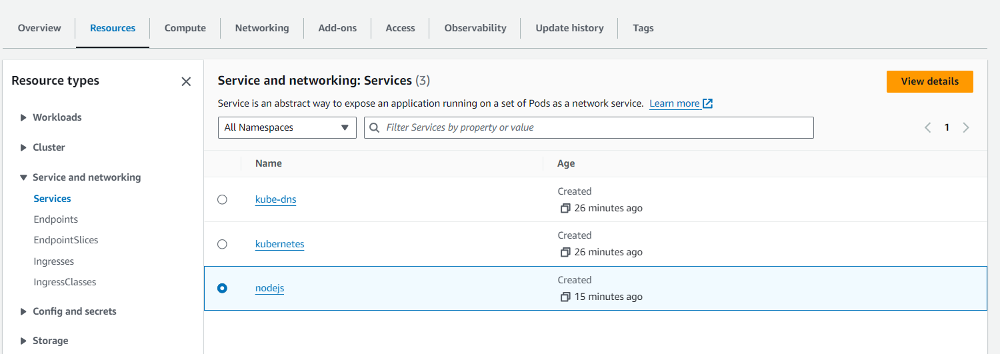 Overview Resources Compute Networking Add-ons Access Observability Update history Tags
Resource types
Workloads
Cluster
Service and networking
Services
Endpoints
EndpointSlices
Ingresses
IngressClasses
Config and secrets
Storage
Service and networking: Services (3)
View details
Service is an abstract way to expose an application running on a set of Pods as a network service. Learn more
All Namespaces
Filter Services by property or value
1
Name Age
kube-dns
Created
26 minutes ago
kubernetes
Created
26 minutes ago
nodejs
Created
15 minutes ago